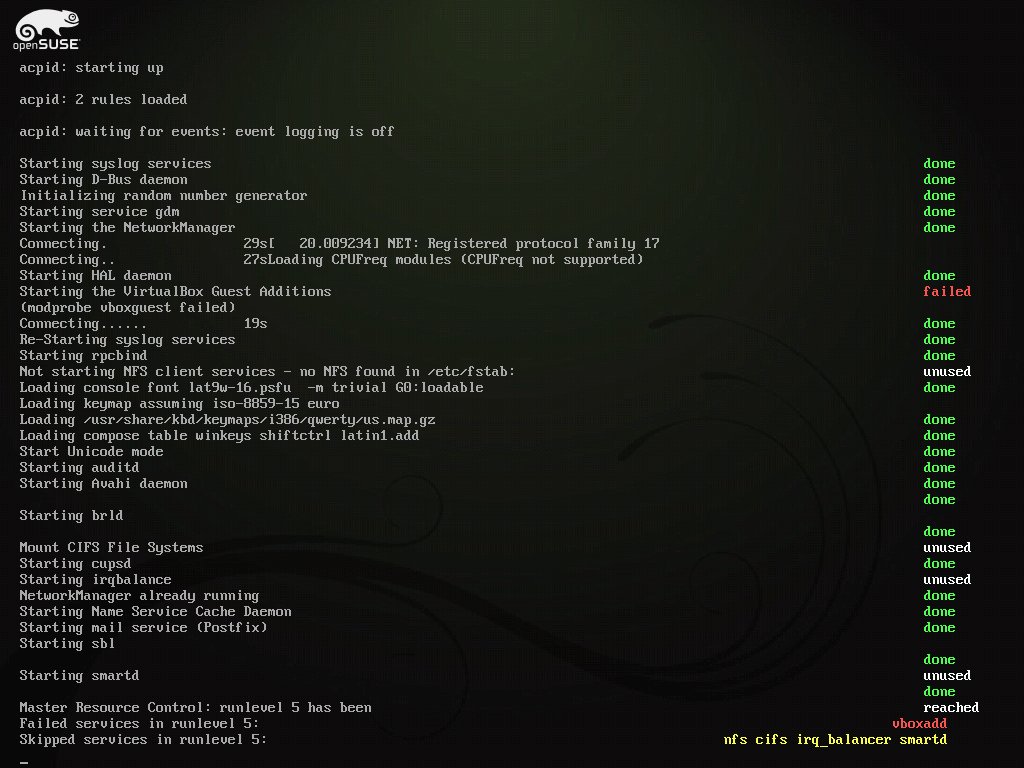 openSUSE
acpid: starting up
acpid: 2 rules loaded
acpid: waiting for events: event logging is off
Starting syslog services done
Starting D-Bus daemon done
Initializing random number generator done
Starting service gdm done
Starting the NetworkManager done
Connecting. 29s[ 20.009234] NET: Registered protocol family 17
Connecting.. 27sLoading CPUFreq modules (CPUFreq not supported)
Starting HAL daemon done
Starting the VirtualBox Guest Additions failed
(modprobe vboxguest failed)
Connecting...... 19s done
Re-Starting syslog services done
Starting rpcbind done
Not starting NFS client services - no NFS found in /etc/fstab: unused
Loading console font lat9w-16.psfu -m trivial G0:loadable done
Loading keymap assuming iso-8859-15 euro
Loading /usr/share/kbd/keymaps/i386/qwerty/us.map.gz done
Loading compose table winkeys shiftctrl latin1.add done
Start Unicode mode done
Starting auditd done
Starting Avahi daemon done
done
Starting brld
done
Mount CIFS File Systems unused
Starting cupsd done
Starting irqbalance unused
NetworkManager already running done
Starting Name Service Cache Daemon done
Starting mail service (Postfix) done
Starting sbl
done
Starting smartd unused
done
Master Resource Control: runlevel 5 has been reached
Failed services in runlevel 5: vboxadd
Skipped services in runlevel 5: nfs cifs irq_balancer smartd
_